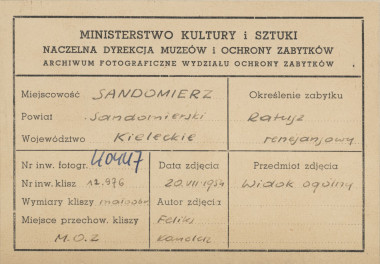 MINISTERSTWO KULTURY i SZTUKI
NACZELNA DYREKCJA MUZEÓW i OCHRONY ZABYTKÓW
ARCHIWUM FOTOGRAFICZNE WYDZIAŁU OCHRONY ZABYTKÓW
Miejscowość SANDOMIERZ
Powiat Sandomierski
Województwo Kieleckie
Określenie zabytku
Ratusz
renesansowy
Nr inw. fotogr.
Nr inw. klisz 12.976
Wymiary kliszy
Miejsce przechow. kliszy
M.O.Z
Data zdjęcia
20.VII.1954
Autor zdjęcia
Feliks
Przedmiot zdjęcia
Widok ogólny